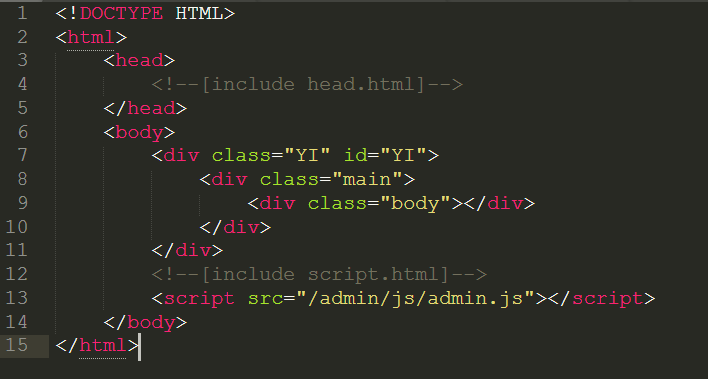 1 <!DOCTYPE HTML>
2 <html>
3     <head>
4         <!--[include head.html]-->
5     </head>
6     <body>
7         <div class="YI" id="YI">
8             <div class="main">
9                 <div class="body"></div>
10             </div>
11         </div>
12         <!--[include script.html]-->
13         <script src="/admin/js/admin.js"></script>
14     </body>
15 </html>